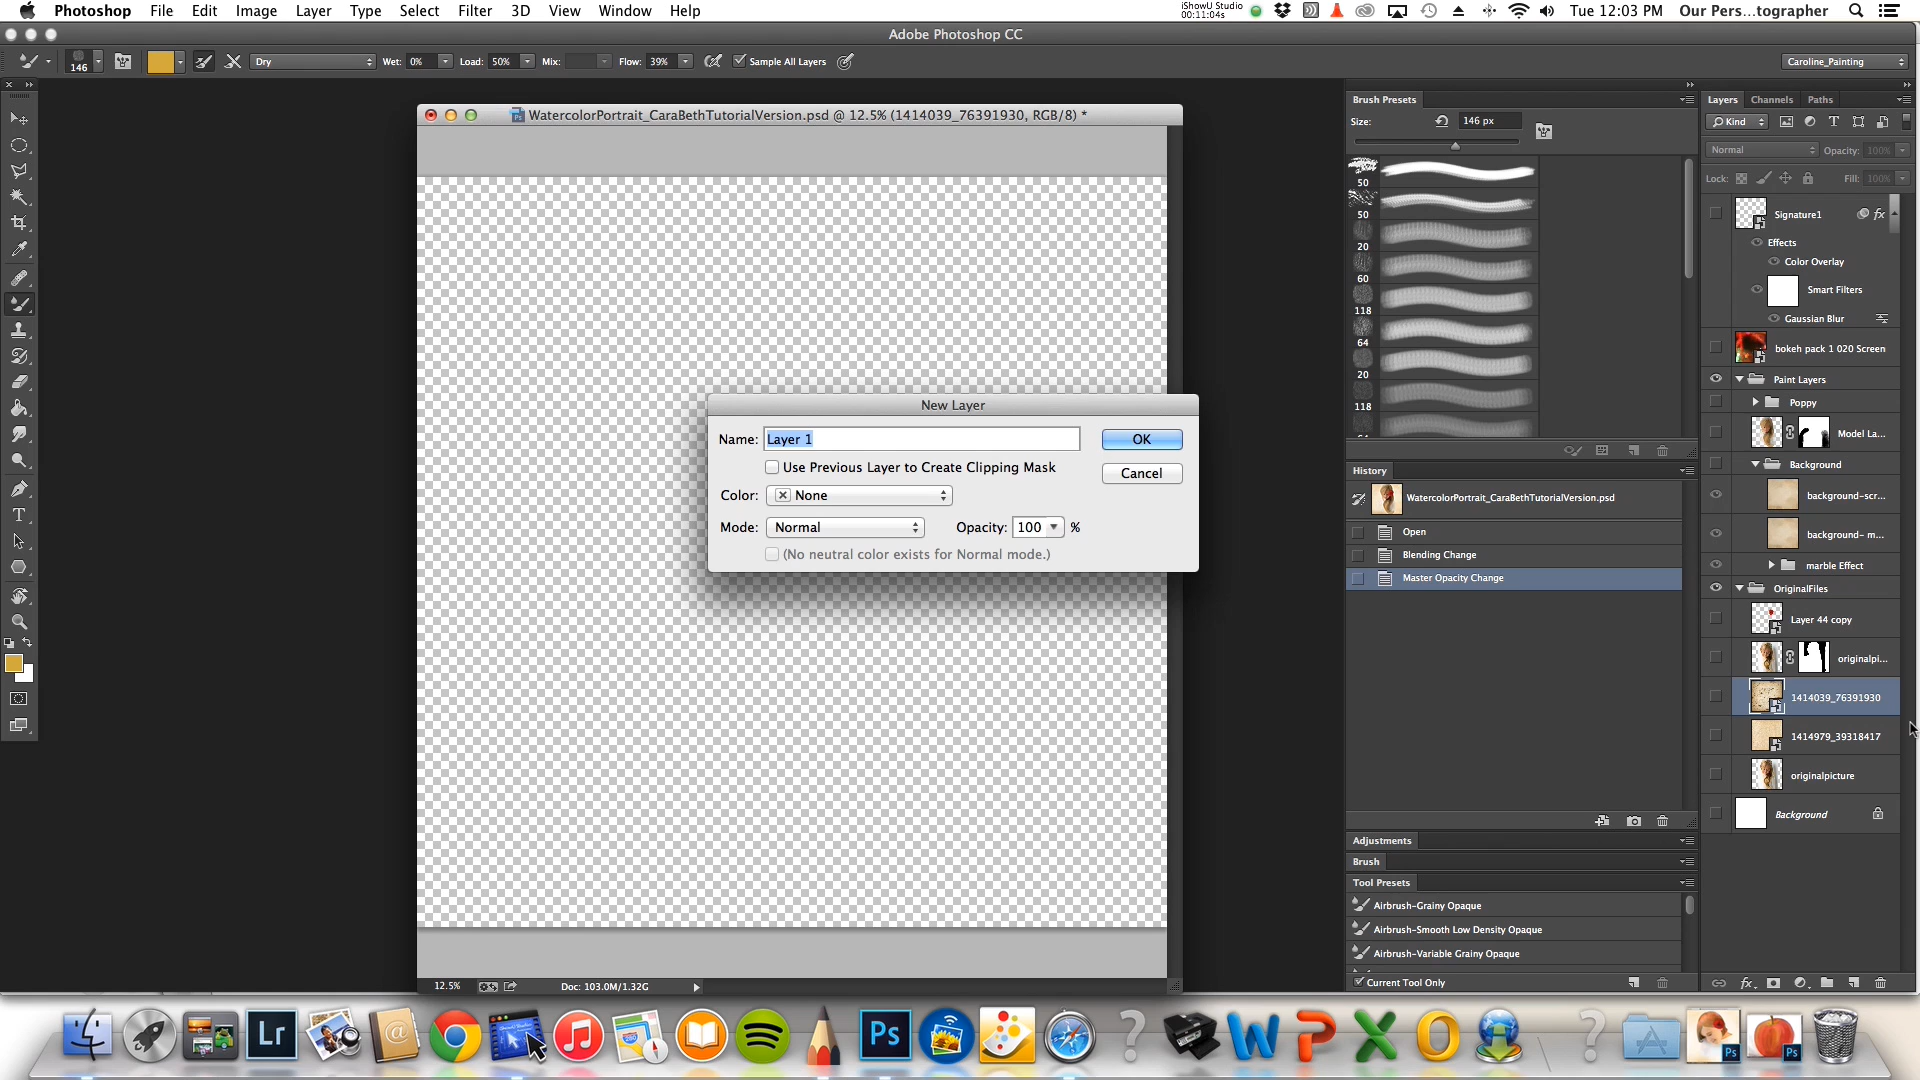 Photoshop File Edit Image Layer Type Select Filter 3D View Window Help
iShowU Studio
00:11:04s
Tue 12:03 PM Our Pers...tographer
Adobe Photoshop CC
146 Dry Wet: 0% Load: 50% Mix: Flow: 39% Sample All Layers Caroline_Painting
WatercolorPortrait_CaraBethTutorialVersion.psd @ 12.5% (1414039_76391930, RGB/8) *
New Layer
Name: Layer 1 OK
Use Previous Layer to Create Clipping Mask Cancel
Color: None
Mode: Normal Opacity: 100 %
(No neutral color exists for Normal mode.)
12.5% Doc: 103.0M/1.32G
Brush Presets
Size: 146 px
50
50
20
60
118
64
20
118
64
History
WatercolorPortrait_CaraBethTutorialVersion.psd
Open
Blending Change
Master Opacity Change
Adjustments
Brush
Tool Presets
Airbrush-Grainy Opaque
Airbrush-Smooth Low Density Opaque
Airbrush-Variable Grainy Opaque
Current Tool Only
Layers Channels Paths
Kind
Normal Opacity: 100%
Lock: Fill: 100%
Signature1 fx
Effects
Color Overlay
Smart Filters
Gaussian Blur
bokeh pack 1 020 Screen
Paint Layers
Poppy
Model La...
Background
background-scr...
background- m...
marble Effect
OriginalFiles
Layer 44 copy
originalpi...
1414039_76391930
1414979_39318417
originalpicture
Background
fx
Lr
Ps
Ps
Ps